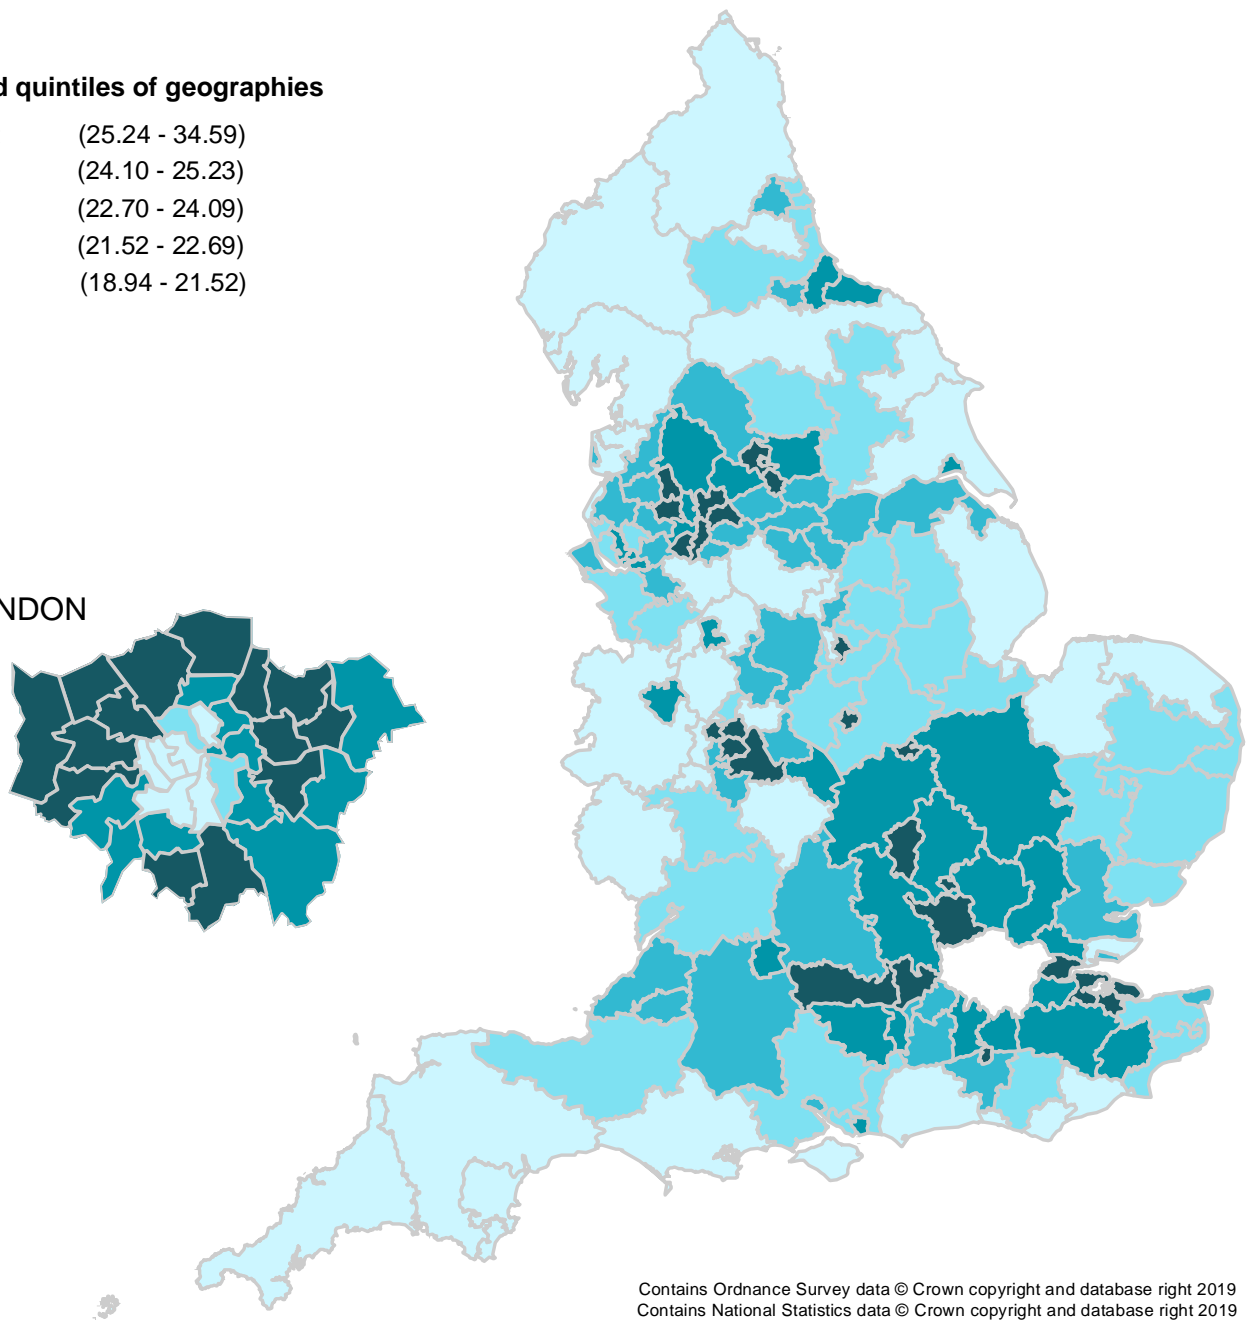 d quintiles of geographies
(25.24 - 34.59)
(24.10 - 25.23)
(22.70 - 24.09)
(21.52 - 22.69)
(18.94 - 21.52)
NDON
Contains Ordnance Survey data © Crown copyright and database right 2019
Contains National Statistics data © Crown copyright and database right 2019